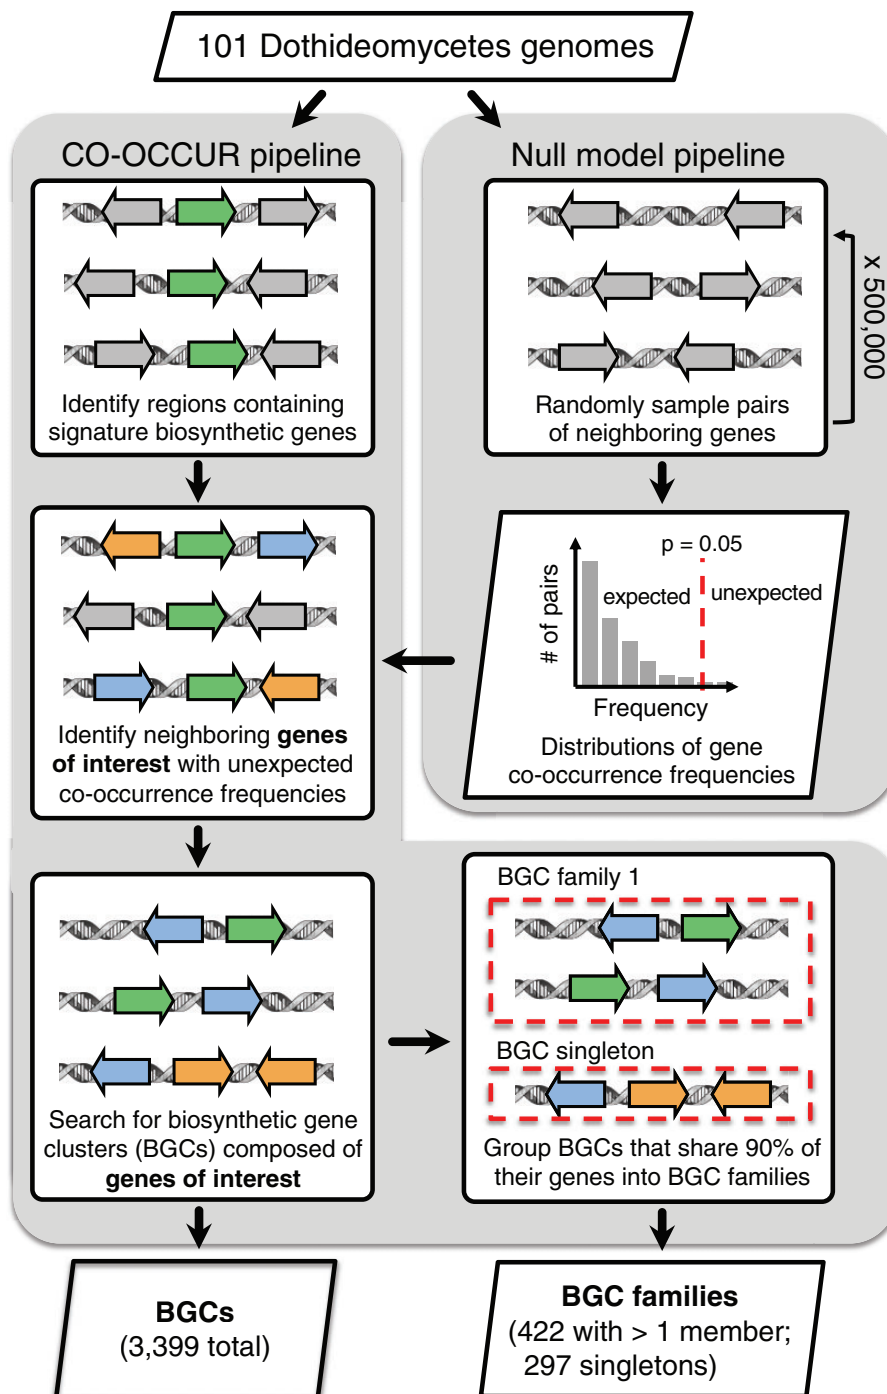 101 Dothideomycetes genomes
CO-OCCUR pipeline
Identify regions containing
signature biosynthetic genes
Null model pipeline
Randomly sample pairs
of neighboring genes
x 500,000
p = 0.05
expected
unexpected
# of pairs
Frequency
Distributions of gene
co-occurrence frequencies
Identify neighboring genes
of interest with unexpected
co-occurrence frequencies
Search for biosynthetic gene
clusters (BGCs) composed of
genes of interest
BGC family 1
BGC singleton
Group BGCs that share 90% of
their genes into BGC families
BGCs
(3,399 total)
BGC families
(422 with > 1 member;
297 singletons)